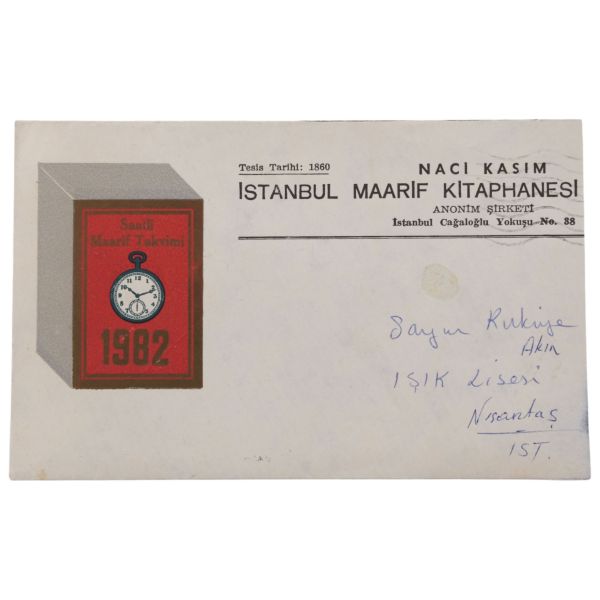 Tesis Tarihi: 1860
NACİ KASIM
İSTANBUL MAARİF KİTAPHANESİ
ANONİM ŞİRKETİ
İstanbul Cağaloğlu Yokuşu No. 38
Saatli
Maarif Takvimi
1982
Sayın Rukiye
Akın
IŞIK Lisesi
Nişantaş
IST.